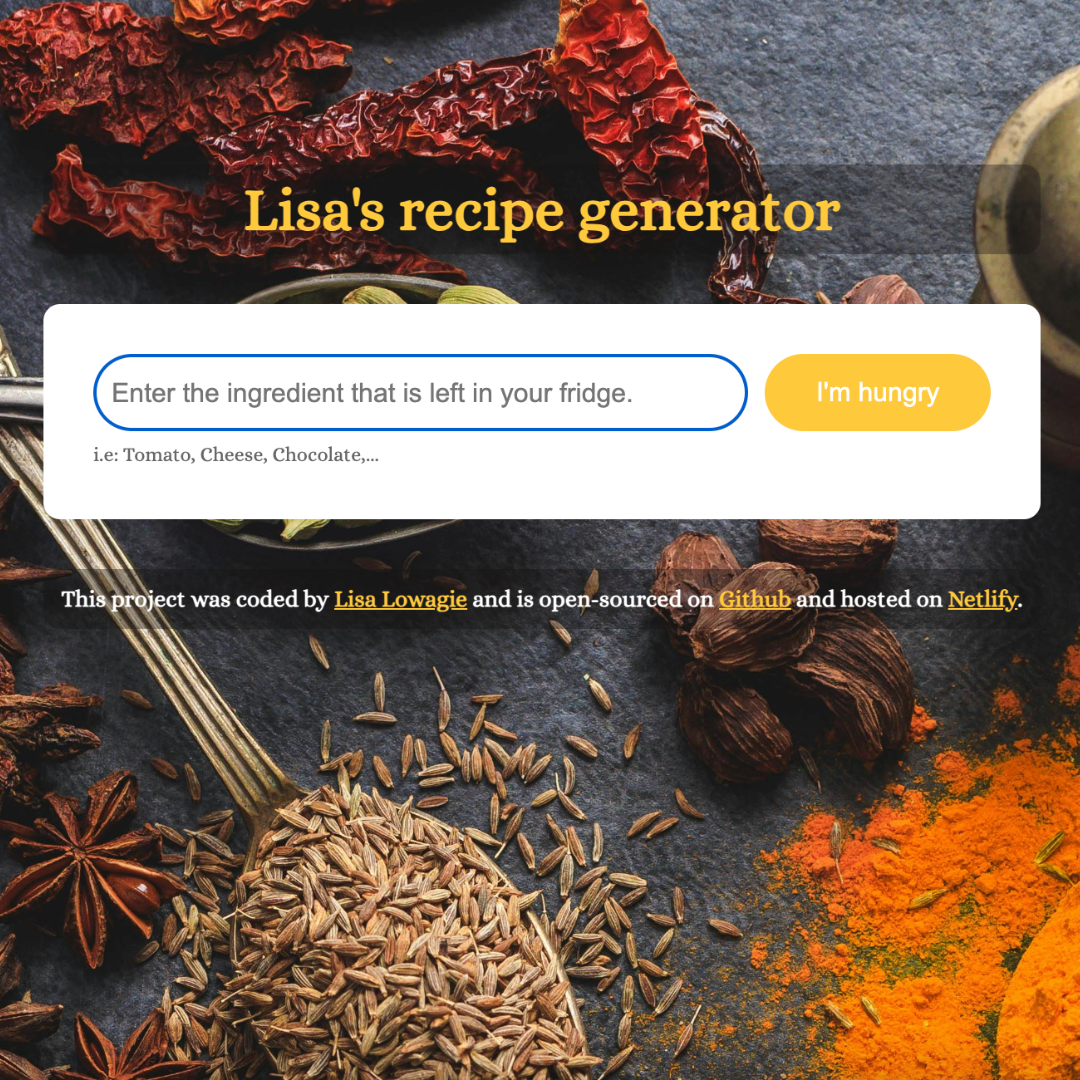 Lisa's recipe generator
Enter the ingredient that is left in your fridge.
I'm hungry
i.e: Tomato, Cheese, Chocolate,...
This project was coded by Lisa Lowagie and is open-sourced on Github and hosted on Netlify.